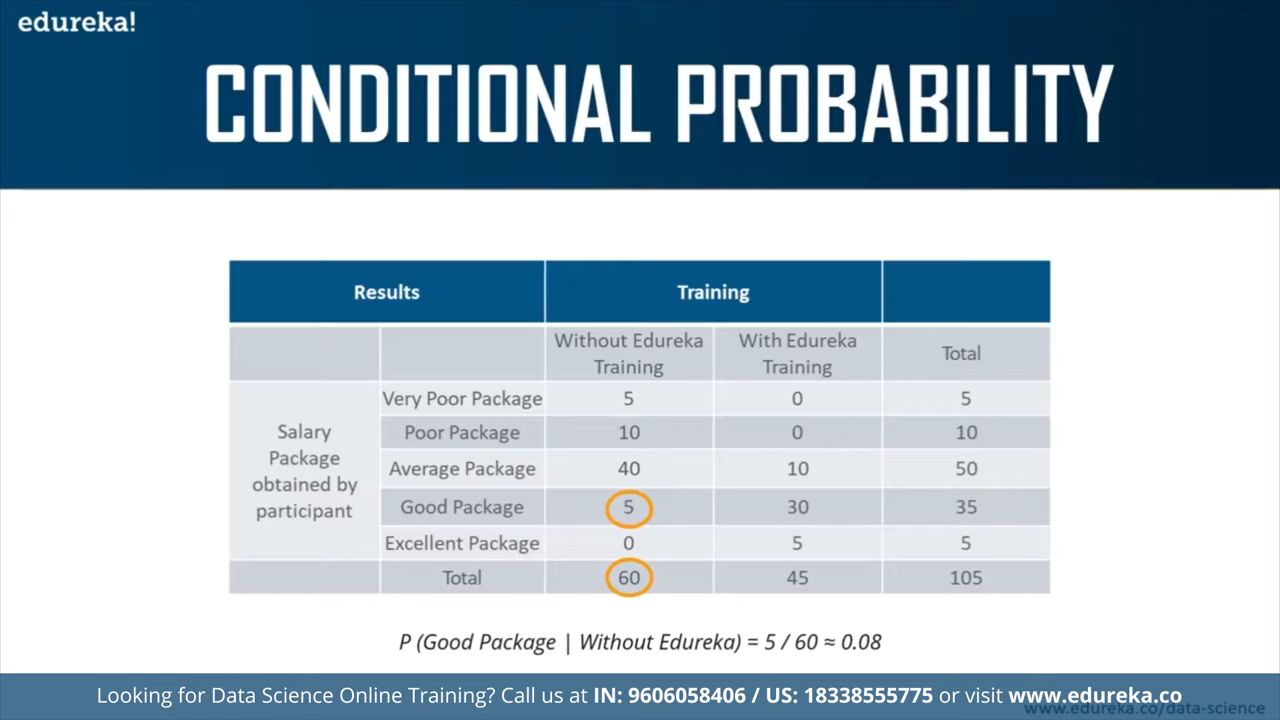 edureka!
CONDITIONAL PROBABILITY
Results Training
Without Edureka Training With Edureka Training Total
Salary Package obtained by participant
Very Poor Package 5 0 5
Poor Package 10 0 10
Average Package 40 10 50
Good Package 5 30 35
Excellent Package 0 5 5
Total 60 45 105
P (Good Package | Without Edureka) = 5 / 60 ≈ 0.08
Looking for Data Science Online Training? Call us at IN: 9606058406 / US: 18338555775 or visit www.edureka.co
www.edureka.co/data-science